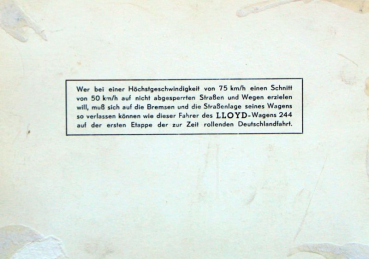 Wer bei einer Höchstgeschwindigkeit von 75 km/h einen Schnitt
von 50 km/h auf nicht abgesperrten Straßen und Wegen erzielen
will, muß sich auf die Bremsen und die Straßenlage seines Wagens
so verlassen können wie dieser Fahrer des LLOYD-Wagens 244
auf der ersten Etappe der zur Zeit rollenden Deutschlandfahrt.